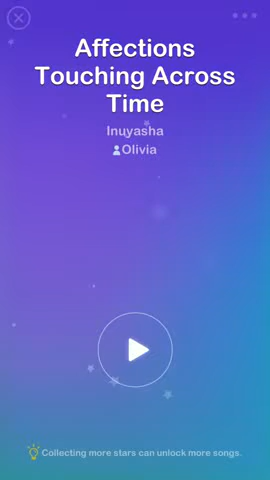 Affections
Touching Across
Time
Inuyasha
Olivia
Collecting more stars can unlock more songs.